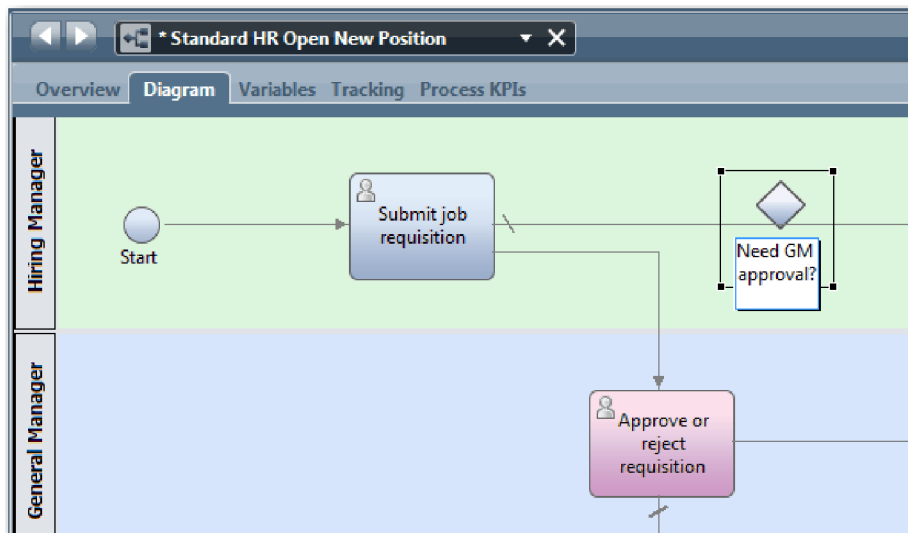 * Standard HR Open New Position
Overview
Diagram
Variables
Tracking
Process KPIs
Hiring Manager
Start
Submit job
requisition
Need GM
approval?
General Manager
Approve or
reject
requisition